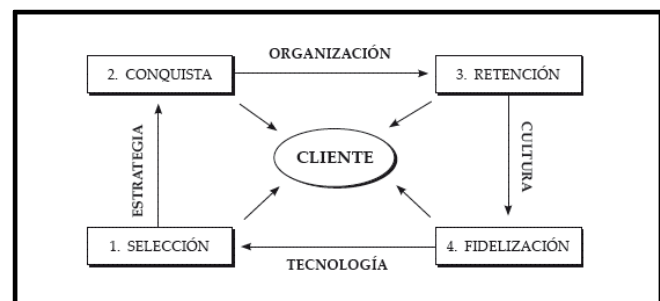 ORGANIZACIÓN
2. CONQUISTA
3. RETENCIÓN
ESTRATEGIA
CLIENTE
CULTURA
1. SELECCIÓN
4. FIDELIZACIÓN
TECNOLOGÍA